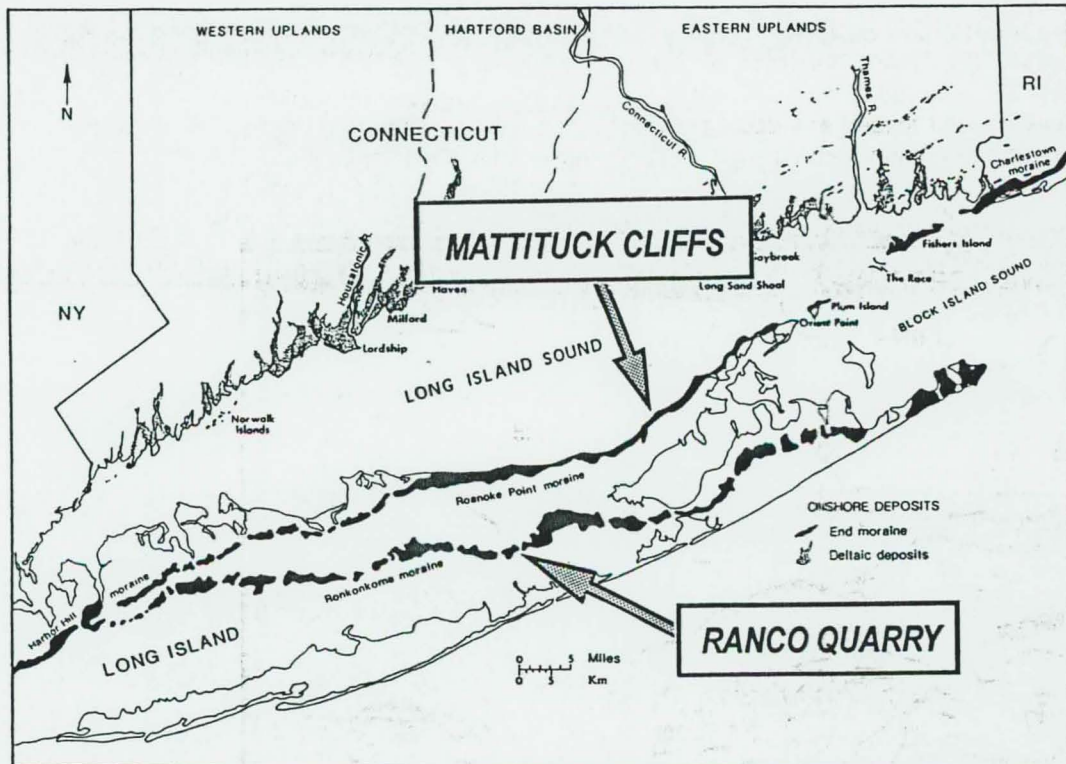 WESTERN UPLANDS
HARTFORD BASIN
EASTERN UPLANDS
N
CONNECTICUT
Connecticut R.
Thames R.
RI
Charlestown
moraine
MATTITUCK CLIFFS
Fishers Island
The Race
Long Sand Shoal
Plum Island
Orient Point
BLOCK ISLAND SOUND
NY
Housatonic R.
Haven
Milford
Lordship
LONG ISLAND SOUND
Norwalk
Islands
Roanoke Point moraine
ONSHORE DEPOSITS
End moraine
Deltaic deposits
Ronkonkoma moraine
Harbor Hill moraine
LONG ISLAND
RANCO QUARRY
0 5 Miles
0 5 Km